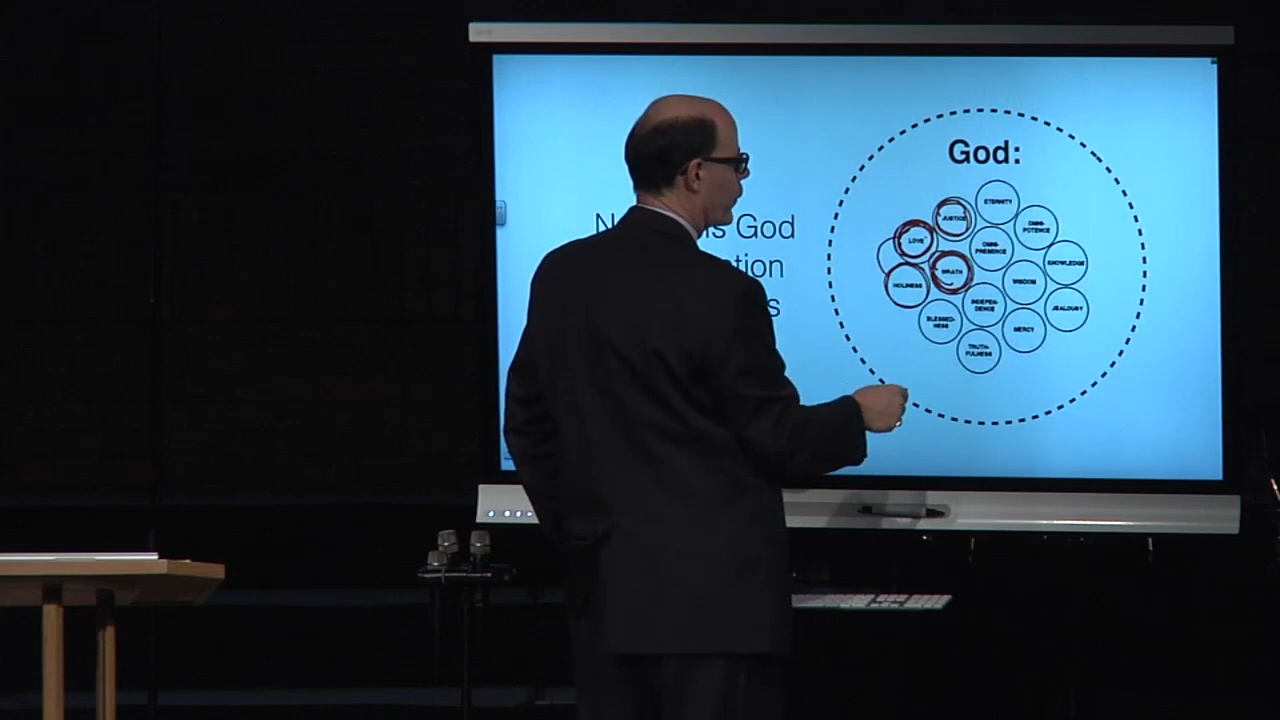 God:
ETERNITY
JUSTICE
OMNI-
POTENCE
LOVE
OMNI-
PRESENCE
KNOWLEDGE
WRATH
WISDOM
HOLINESS
INDEPEN-
DENCE
JEALOUSY
BLESSED-
NESS
MERCY
TRUTH-
FULNESS
is God